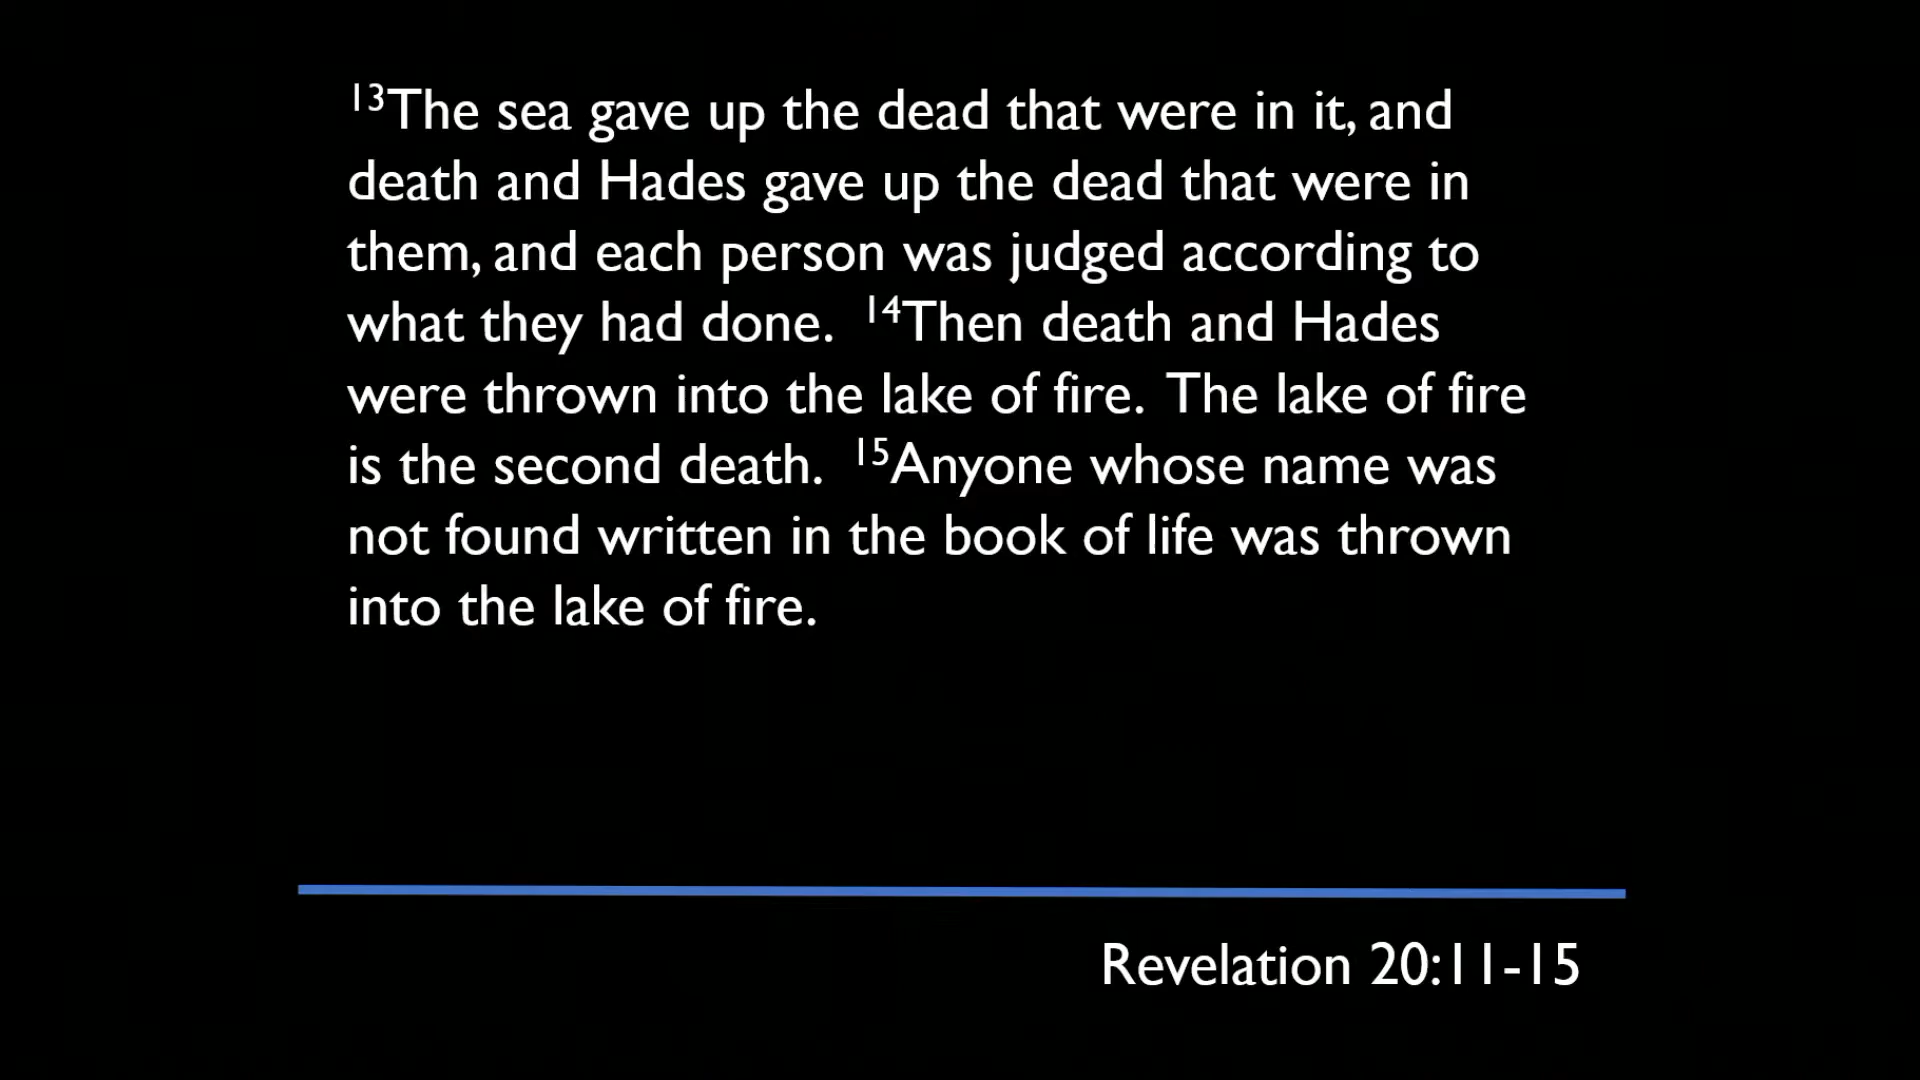 ¹³The sea gave up the dead that were in it, and
death and Hades gave up the dead that were in
them, and each person was judged according to
what they had done. ¹⁴Then death and Hades
were thrown into the lake of fire. The lake of fire
is the second death. ¹⁵Anyone whose name was
not found written in the book of life was thrown
into the lake of fire.
Revelation 20:11-15